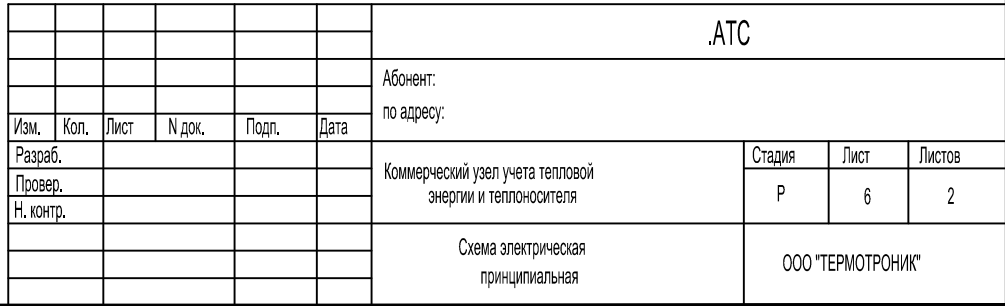 .АТС
Абонент:
по адресу:
Изм. Кол. Лист N док. Подп. Дата
Разраб.
Провер.
Н. контр.
Коммерческий узел учета тепловой
энергии и теплоносителя
Стадия Лист Листов
Р 6 2
Схема электрическая
принципиальная
ООО "ТЕРМОТРОНИК"